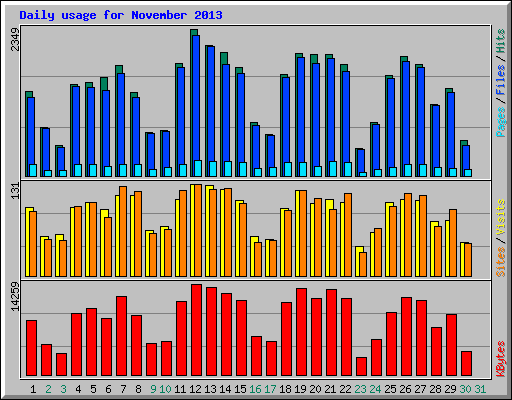 Daily usage for November 2013
2349
Pages / Files / Hits
131
Sites / Visits
14259
KBytes
1 2 3 4 5 6 7 8 9 10 11 12 13 14 15 16 17 18 19 20 21 22 23 24 25 26 27 28 29 30 31